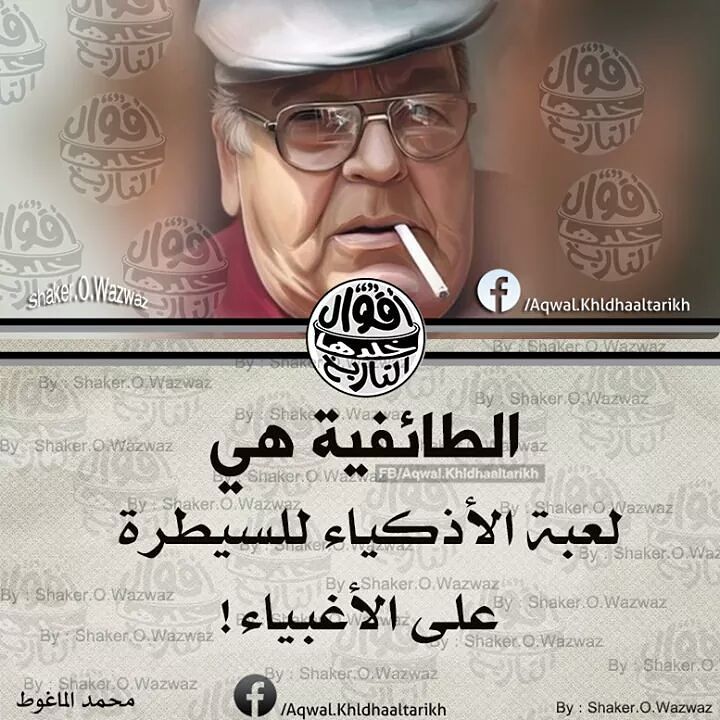 Shaker.O.Wazwaz
/Aqwal.Khldhaaltarikh
أقوال
خلدها
التاريخ
الطائفية هي
FB/Aqwal.Khldhaaltarikh
لعبة الأذكياء للسيطرة
على الأغبياء!
محمد الماغوط
/Aqwal.Khldhaaltarikh
By : Shaker.O.Wazwaz